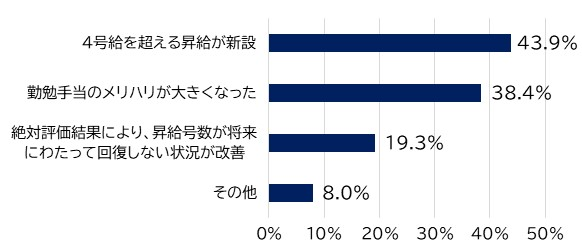 4号給を超える昇給が新設 43.9%
勤勉手当のメリハリが大きくなった 38.4%
絶対評価結果により、昇給号数が将来
にわたって回復しない状況が改善 19.3%
その他 8.0%
0% 10% 20% 30% 40% 50%